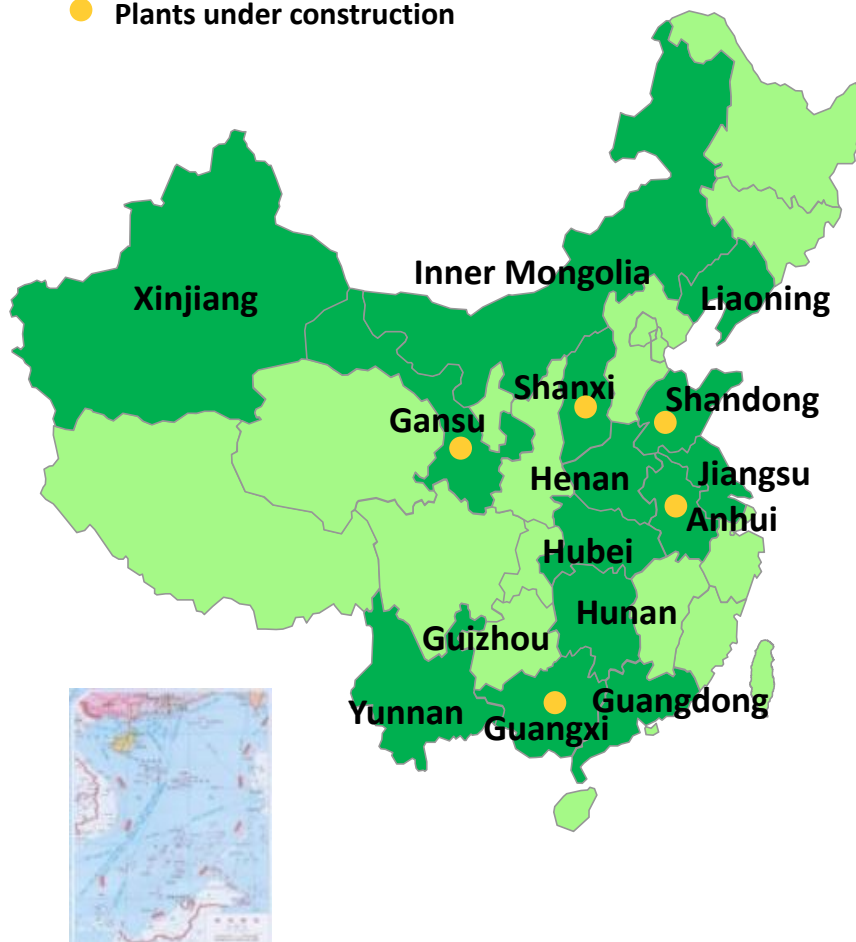 Plants under construction
Inner Mongolia
Xinjiang
Liaoning
Shanxi
Shandong
Gansu
Jiangsu
Henan
Anhui
Hubei
Hunan
Guizhou
Guangdong
Yunnan
Guangxi